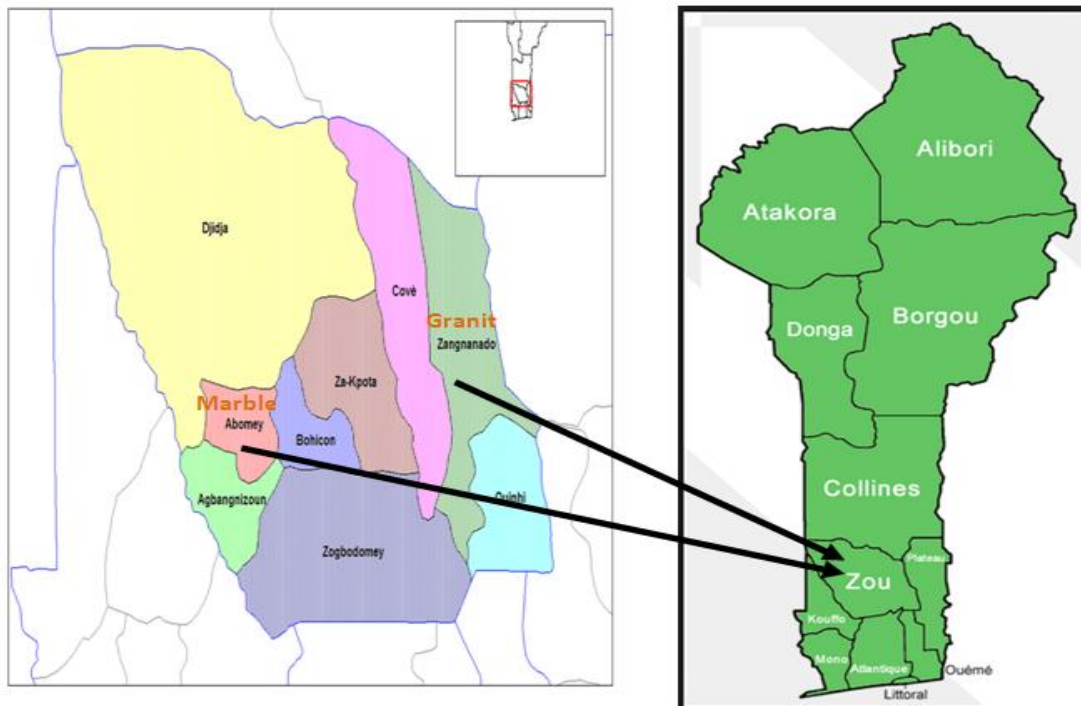 Djidja
Covè
Granit
Zangnanado
Za-Kpota
Marble
Abomey
Bohicon
Agbangnizoun
Ouinhi
Zogbodomey
Alibori
Atakora
Borgou
Donga
Collines
Plateau
Zou
Kouffo
Mono
Atlantique
Ouémé
Littoral